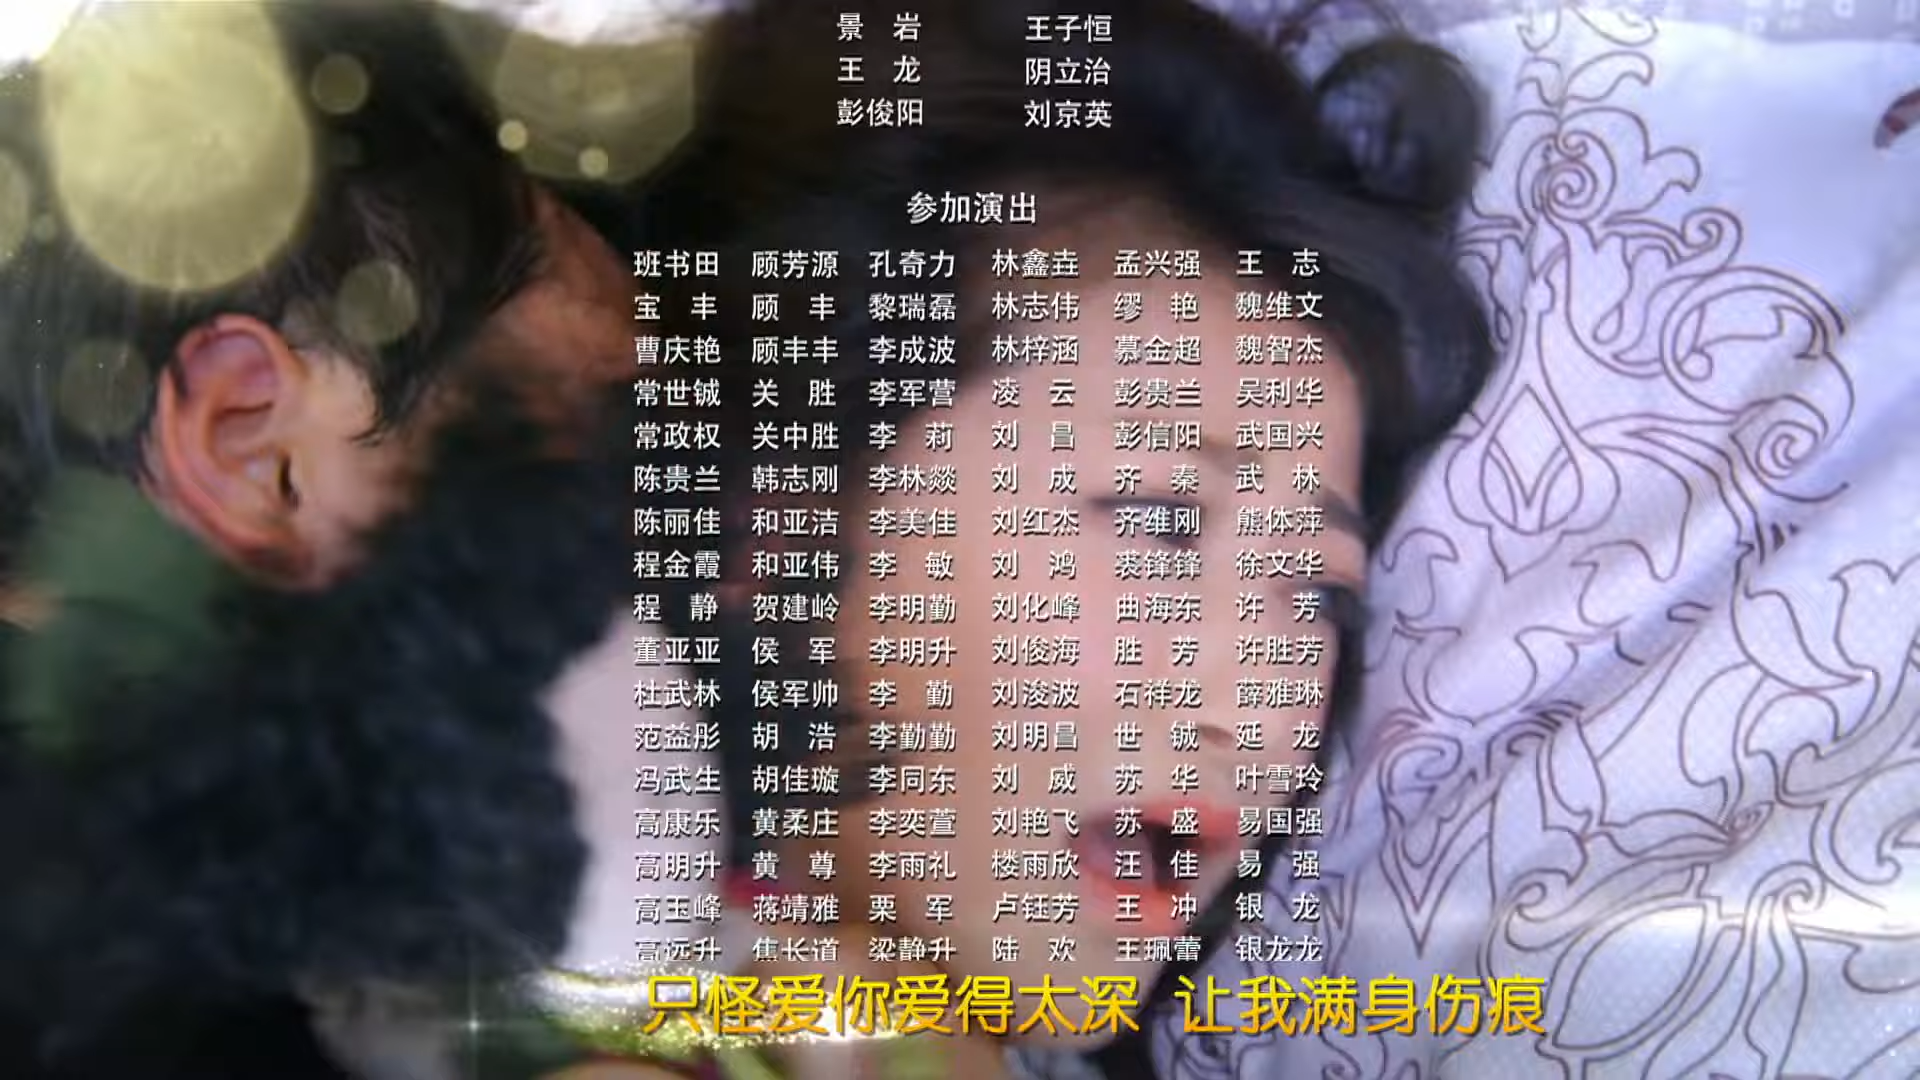 景　岩　王子恒
王　龙　阴立治
彭俊阳　刘京英
参加演出
班书田　顾芳源　孔奇力　林鑫垚　孟兴强　王　志
宝　丰　顾　丰　黎瑞磊　林志伟　缪　艳　魏维文
曹庆艳　顾丰丰　李成波　林梓涵　慕金超　魏智杰
常世铖　关　胜　李军营　凌　云　彭贵兰　吴利华
常政权　关中胜　李　莉　刘　昌　彭信阳　武国兴
陈贵兰　韩志刚　李林燚　刘　成　齐　秦　武　林
陈丽佳　和亚洁　李美佳　刘红杰　齐维刚　熊体萍
程金霞　和亚伟　李　敏　刘　鸿　裘锋锋　徐文华
程　静　贺建岭　李明勤　刘化峰　曲海东　许　芳
董亚亚　侯　军　李明升　刘俊海　胜　芳　许胜芳
杜武林　侯军帅　李　勤　刘浚波　石祥龙　薛雅琳
范益彤　胡　浩　李勤勤　刘明昌　世　铖　延　龙
冯武生　胡佳璇　李同东　刘　威　苏　华　叶雪玲
高康乐　黄柔庄　李奕萱　刘艳飞　苏　盛　易国强
高明升　黄　尊　李雨礼　楼雨欣　汪　佳　易　强
高玉峰　蒋靖雅　栗　军　卢钰芳　王　冲　银　龙
高远升　焦长道　梁静升　陆　欢　王珮蕾　银龙龙
只怪爱你爱得太深 让我满身伤痕